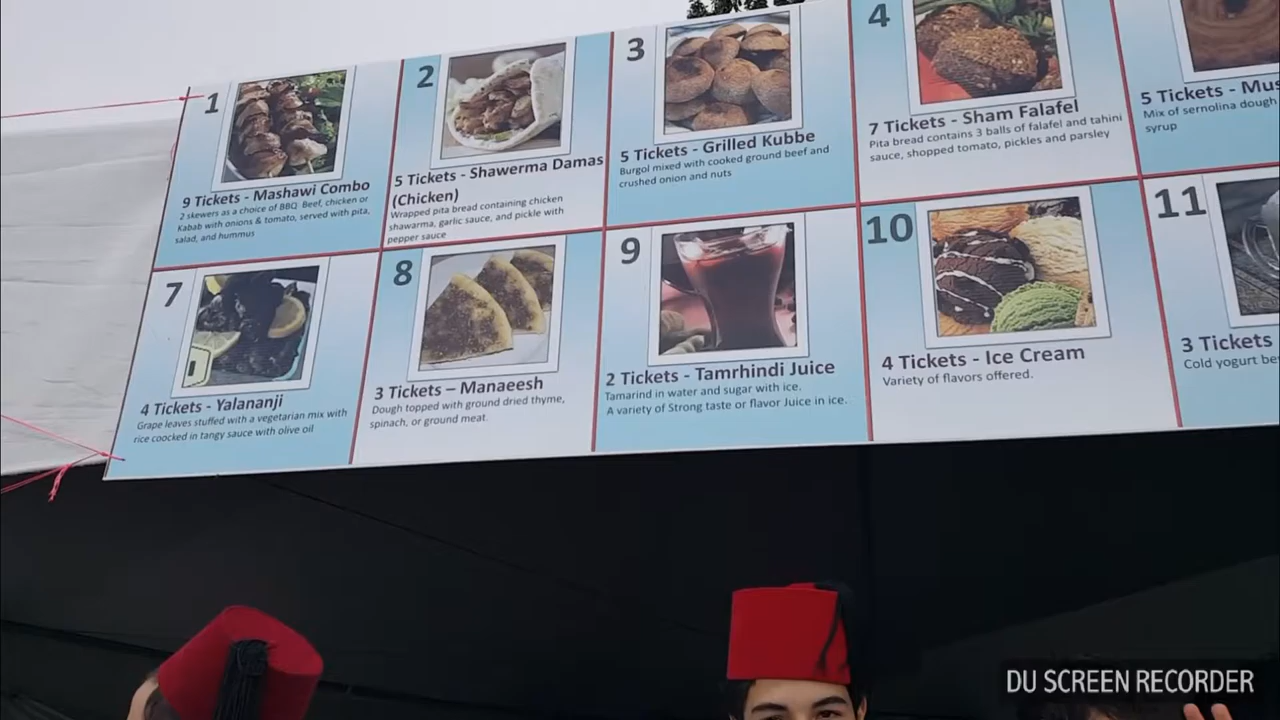 1
9 Tickets - Mashawi Combo
2 skewers as a choice of BBQ Beef, chicken or
Kabab with onions & tomato, served with pita,
salad, and hummus
2
5 Tickets - Shawerma Damas
(Chicken)
Wrapped pita bread containing chicken
shawarma, garlic sauce, and pickle with
pepper sauce
3
5 Tickets - Grilled Kubbe
Burgol mixed with cooked ground beef and
crushed onion and nuts
4
7 Tickets - Sham Falafel
Pita bread contains 3 balls of falafel and tahini
sauce, shopped tomato, pickles and parsley
5 Tickets - Mus
Mix of sernolina dough
syrup
7
4 Tickets - Yalananji
Grape leaves stuffed with a vegetarian mix with
rice coocked in tangy sauce with olive oil
8
3 Tickets – Manaeesh
Dough topped with ground dried thyme,
spinach, or ground meat.
9
2 Tickets - Tamrhindi Juice
Tamarind in water and sugar with ice.
A variety of Strong taste or flavor Juice in ice.
10
4 Tickets - Ice Cream
Variety of flavors offered.
11
3 Tickets
Cold yogurt be
DU SCREEN RECORDER